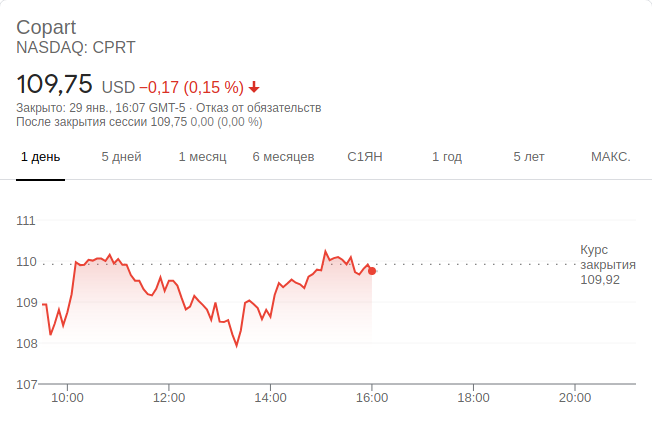 Copart
NASDAQ: CPRT
109,75 USD −0,17 (0,15 %)
Закрыто: 29 янв., 16:07 GMT-5 · Отказ от обязательств
После закрытия сессии 109,75 0,00 (0,00 %)
1 день 5 дней 1 месяц 6 месяцев С1ЯН 1 год 5 лет МАКС.
111
110
109
108
107
Курс
закрытия
109,92
10:00 12:00 14:00 16:00 18:00 20:00